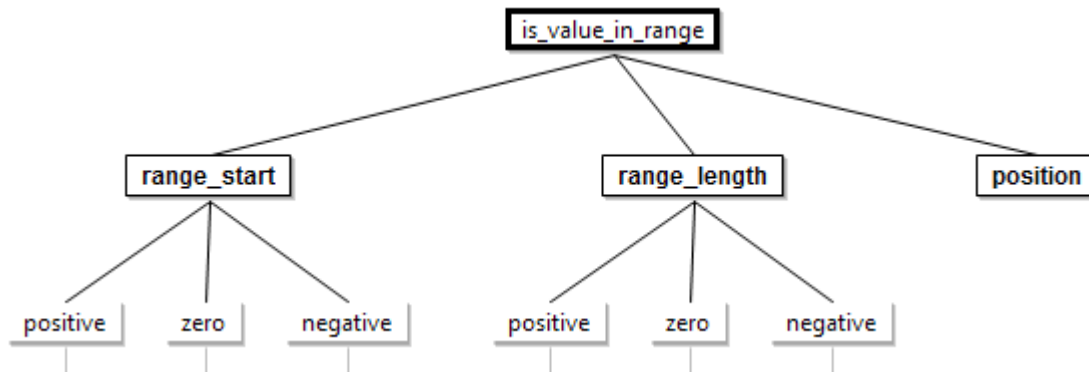 is_value_in_range
range_start
range_length
position
positive
zero
negative
positive
zero
negative